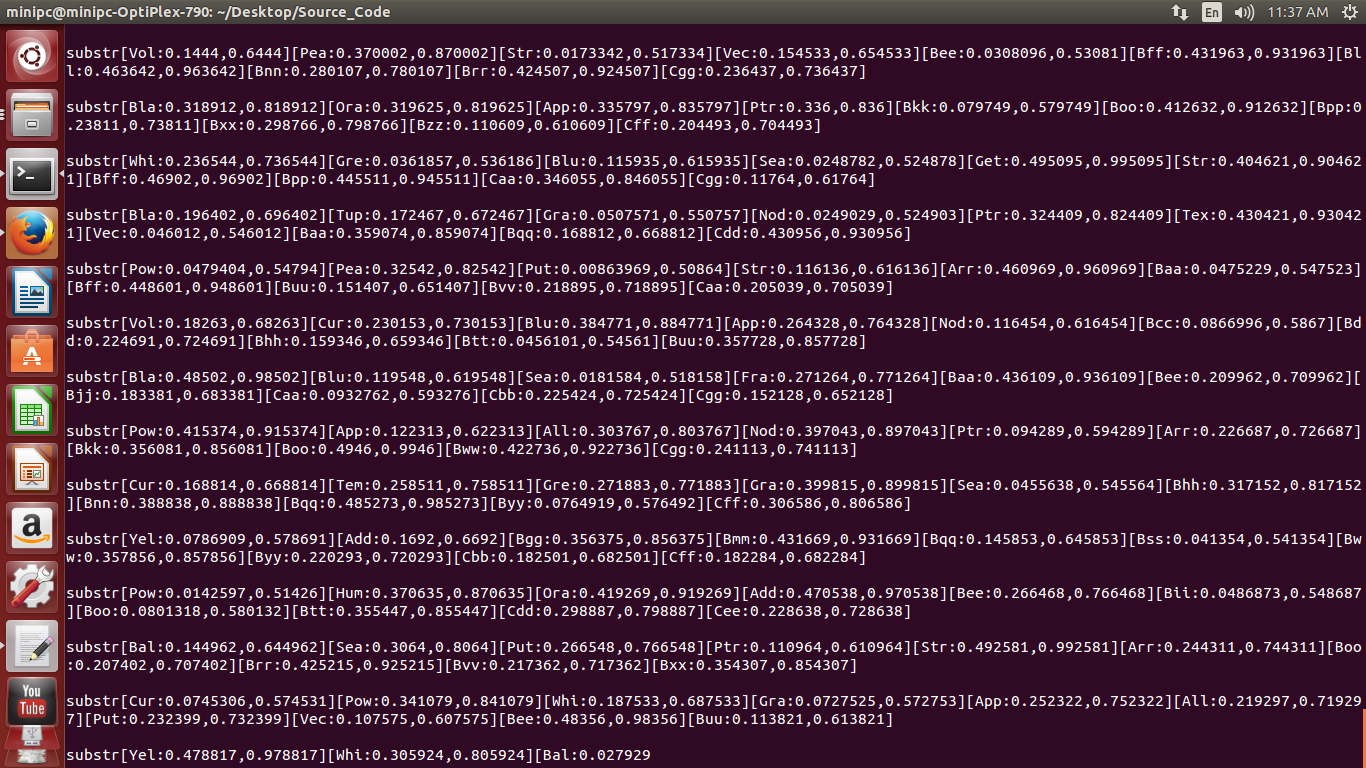 minipc@minipc-OptiPlex-790: ~/Desktop/Source_Code
En
11:37 AM
substr[Vol:0.1444,0.6444][Pea:0.370002,0.870002][Str:0.0173342,0.517334][Vec:0.154533,0.654533][Bee:0.0308096,0.53081][Bff:0.431963,0.931963][Bl
l:0.463642,0.963642][Bnn:0.280107,0.780107][Brr:0.424507,0.924507][Cgg:0.236437,0.736437]
substr[Bla:0.318912,0.818912][Ora:0.319625,0.819625][App:0.335797,0.835797][Ptr:0.336,0.836][Bkk:0.079749,0.579749][Boo:0.412632,0.912632][Bpp:0
.23811,0.73811][Bxx:0.298766,0.798766][Bzz:0.110609,0.610609][Cff:0.204493,0.704493]
substr[Whi:0.236544,0.736544][Gre:0.0361857,0.536186][Blu:0.115935,0.615935][Sea:0.0248782,0.524878][Get:0.495095,0.995095][Str:0.404621,0.90462
1][Bff:0.46902,0.96902][Bpp:0.445511,0.945511][Caa:0.346055,0.846055][Cgg:0.11764,0.61764]
substr[Bla:0.196402,0.696402][Tup:0.172467,0.672467][Gra:0.0507571,0.550757][Nod:0.0249029,0.524903][Ptr:0.324409,0.824409][Tex:0.430421,0.93042
1][Vec:0.046012,0.546012][Baa:0.359074,0.859074][Bqq:0.168812,0.668812][Cdd:0.430956,0.930956]
substr[Pow:0.0479404,0.54794][Pea:0.32542,0.82542][Put:0.00863969,0.50864][Str:0.116136,0.616136][Arr:0.460969,0.960969][Baa:0.0475229,0.547523]
[Bff:0.448601,0.948601][Buu:0.151407,0.651407][Bvv:0.218895,0.718895][Caa:0.205039,0.705039]
substr[Vol:0.18263,0.68263][Cur:0.230153,0.730153][Blu:0.384771,0.884771][App:0.264328,0.764328][Nod:0.116454,0.616454][Bcc:0.0866996,0.5867][Bd
d:0.224691,0.724691][Bhh:0.159346,0.659346][Btt:0.0456101,0.54561][Buu:0.357728,0.857728]
substr[Bla:0.48502,0.98502][Blu:0.119548,0.619548][Sea:0.0181584,0.518158][Fra:0.271264,0.771264][Baa:0.436109,0.936109][Bee:0.209962,0.709962][
Bjj:0.183381,0.683381][Caa:0.0932762,0.593276][Cbb:0.225424,0.725424][Cgg:0.152128,0.652128]
substr[Pow:0.415374,0.915374][App:0.122313,0.622313][All:0.303767,0.803767][Nod:0.397043,0.897043][Ptr:0.094289,0.594289][Arr:0.226687,0.726687]
[Bkk:0.356081,0.856081][Boo:0.4946,0.9946][Bww:0.422736,0.922736][Cgg:0.241113,0.741113]
substr[Cur:0.168814,0.668814][Tem:0.258511,0.758511][Gre:0.271883,0.771883][Gra:0.399815,0.899815][Sea:0.0455638,0.545564][Bhh:0.317152,0.817152
][Bnn:0.388838,0.888838][Bqq:0.485273,0.985273][Byy:0.0764919,0.576492][Cff:0.306586,0.806586]
substr[Yel:0.0786909,0.578691][Add:0.1692,0.6692][Bgg:0.356375,0.856375][Bmm:0.431669,0.931669][Bqq:0.145853,0.645853][Bss:0.041354,0.541354][Bw
w:0.357856,0.857856][Byy:0.220293,0.720293][Cbb:0.182501,0.682501][Cff:0.182284,0.682284]
substr[Pow:0.0142597,0.51426][Hum:0.370635,0.870635][Ora:0.419269,0.919269][Add:0.470538,0.970538][Bee:0.266468,0.766468][Bii:0.0486873,0.548687
][Boo:0.0801318,0.580132][Btt:0.355447,0.855447][Cdd:0.298887,0.798887][Cee:0.228638,0.728638]
substr[Bal:0.144962,0.644962][Sea:0.3064,0.8064][Put:0.266548,0.766548][Ptr:0.110964,0.610964][Str:0.492581,0.992581][Arr:0.244311,0.744311][Boo
:0.207402,0.707402][Brr:0.425215,0.925215][Bvv:0.217362,0.717362][Bxx:0.354307,0.854307]
substr[Cur:0.0745306,0.574531][Pow:0.341079,0.841079][Whi:0.187533,0.687533][Gra:0.0727525,0.572753][App:0.252322,0.752322][All:0.219297,0.71929
7][Put:0.232399,0.732399][Vec:0.107575,0.607575][Bee:0.48356,0.98356][Buu:0.113821,0.613821]
substr[Yel:0.478817,0.978817][Whi:0.305924,0.805924][Bal:0.027929
You
Tube